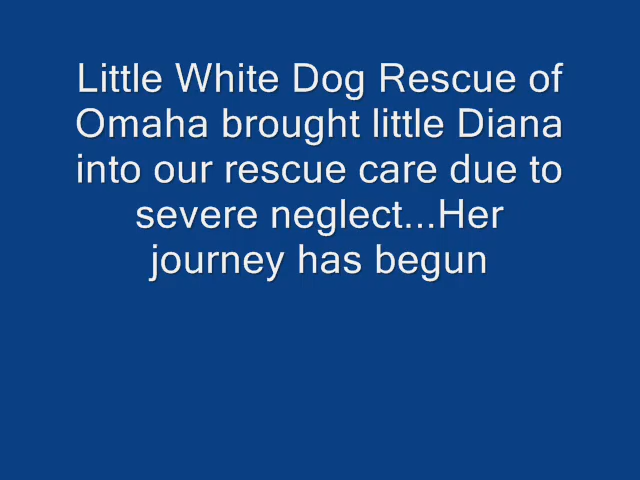 Little White Dog Rescue of
Omaha brought little Diana
into our rescue care due to
severe neglect...Her
journey has begun